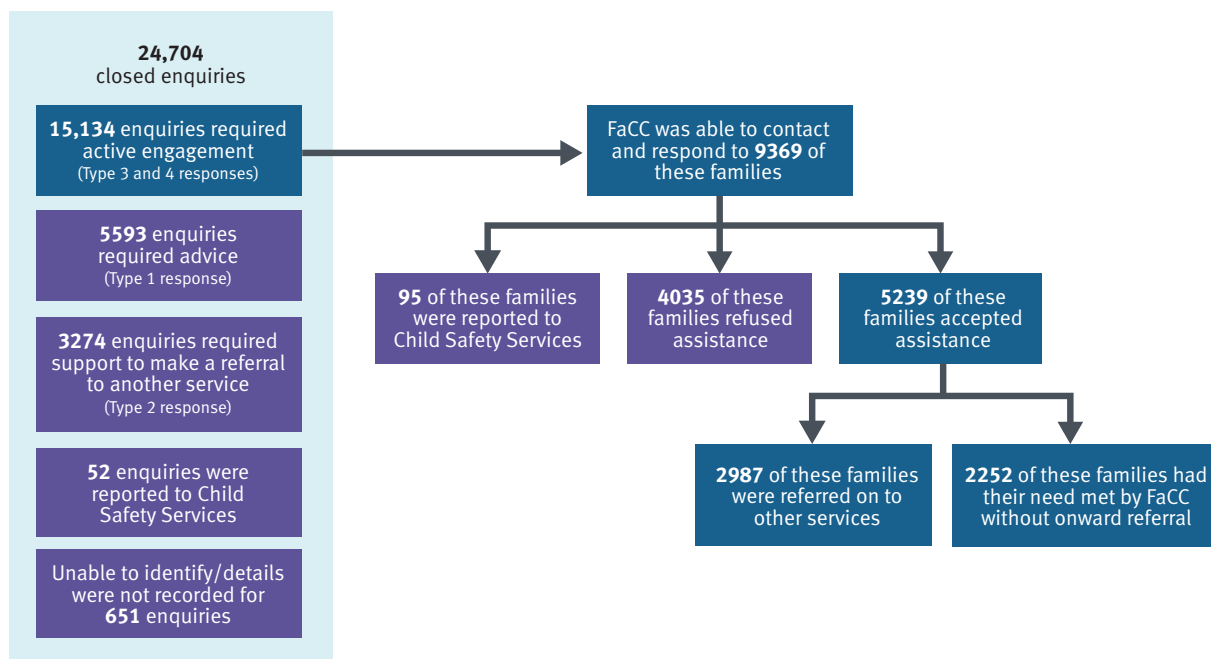 24,704
closed enquiries
15,134 enquiries required
active engagement
(Type 3 and 4 responses)
5593 enquiries
required advice
(Type 1 response)
3274 enquiries required
support to make a referral
to another service
(Type 2 response)
52 enquiries were
reported to Child
Safety Services
Unable to identify/details
were not recorded for
651 enquiries
FaCC was able to contact
and respond to 9369 of
these families
95 of these families
were reported to
Child Safety Services
4035 of these
families refused
assistance
5239 of these
families accepted
assistance
2987 of these families
were referred on to
other services
2252 of these families had
their need met by FaCC
without onward referral